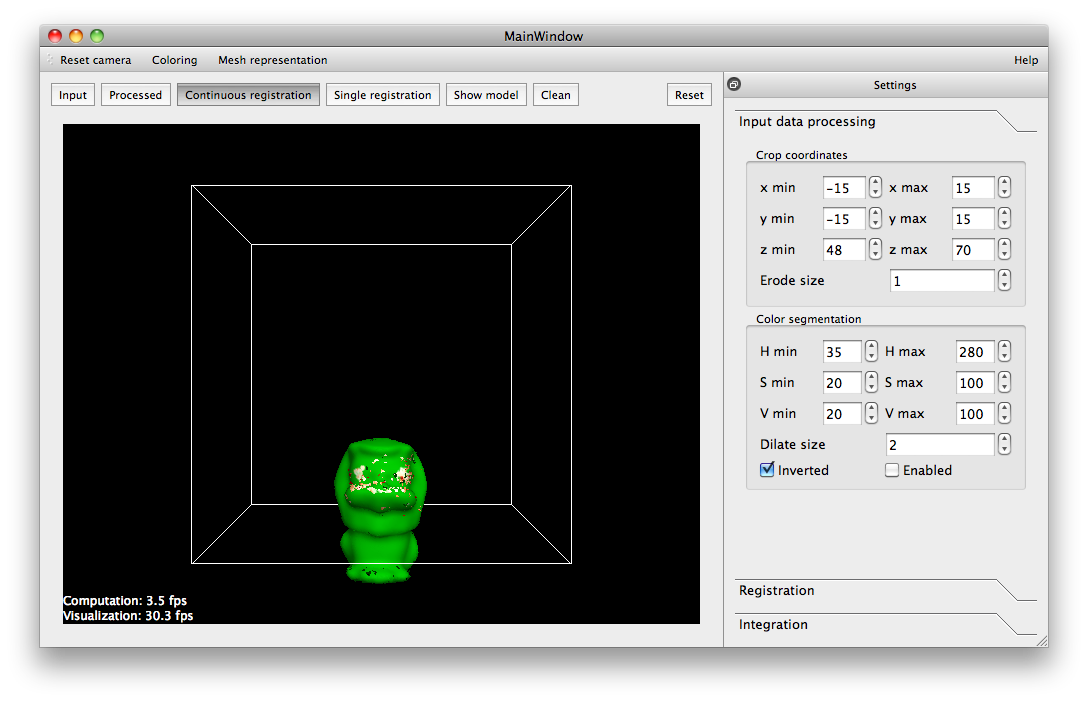 MainWindow
Reset camera Coloring Mesh representation Help
Input Processed Continuous registration Single registration Show model Clean Reset
Settings
Input data processing
Crop coordinates
x min -15 x max 15
y min -15 y max 15
z min 48 z max 70
Erode size 1
Color segmentation
H min 35 H max 280
S min 20 S max 100
V min 20 V max 100
Dilate size 2
Inverted Enabled
Registration
Integration
Computation: 3.5 fps
Visualization: 30.3 fps